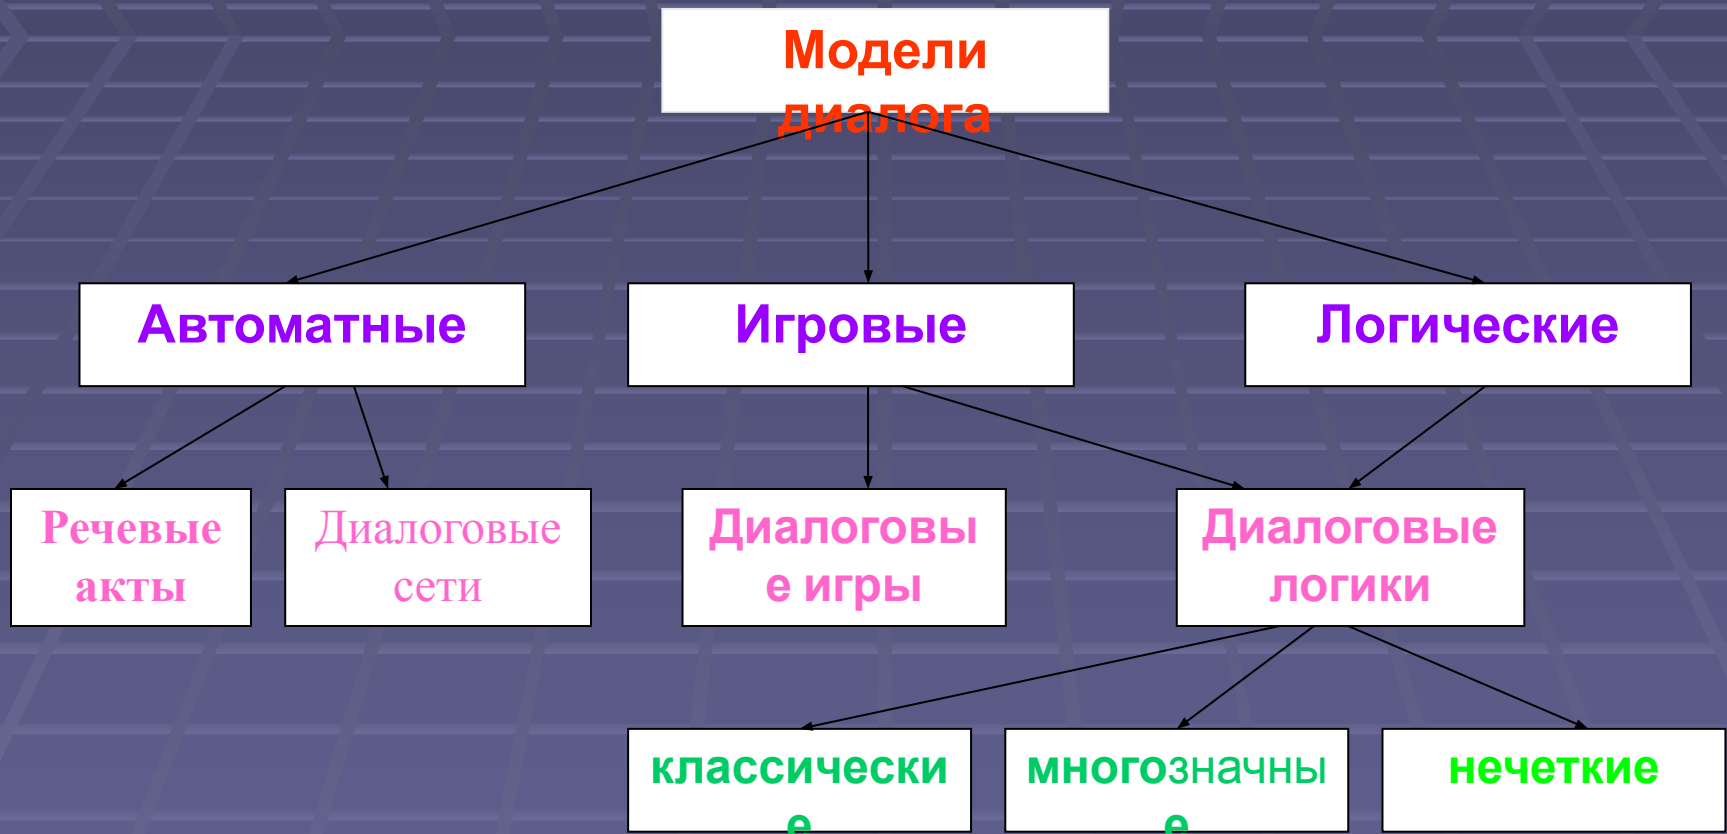 Модели
диалога
Автоматные
Игровые
Логические
Речевые
акты
Диалоговые
сети
Диалоговы
е игры
Диалоговые
логики
классически
е
многозначны
е
нечеткие